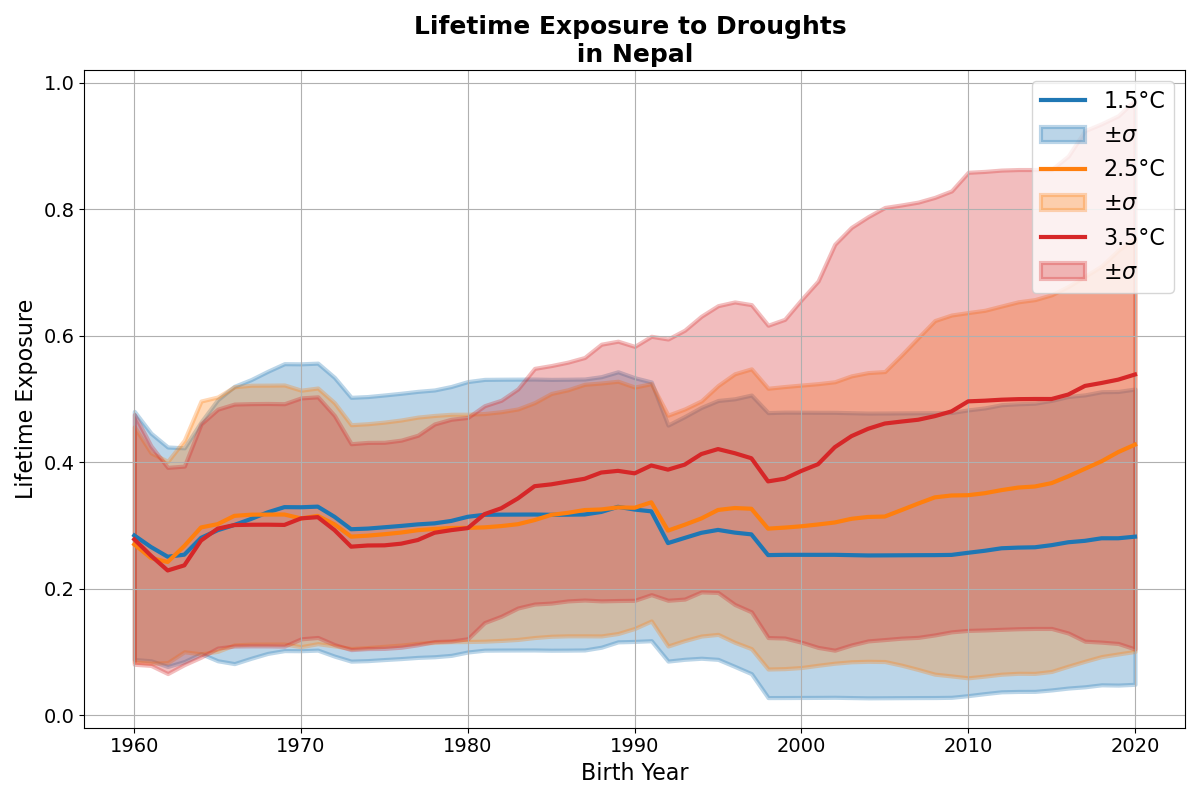 Lifetime Exposure to Droughts
in Nepal
Lifetime Exposure
1.0
0.8
0.6
0.4
0.2
0.0
1.5°C
±σ
2.5°C
±σ
3.5°C
±σ
1960 1970 1980 1990 2000 2010 2020
Birth Year